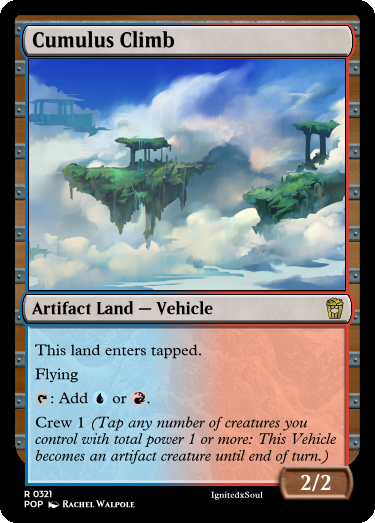 Cumulus Climb
Artifact Land — Vehicle
This land enters tapped.
Flying
: Add or .
Crew 1 (Tap any number of creatures you
control with total power 1 or more: This Vehicle
becomes an artifact creature until end of turn.)
2/2
R 0321
POP Rachel Walpole
IgnitedxSoul